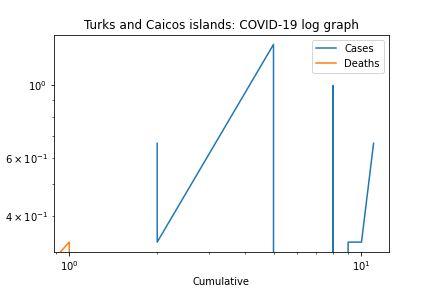 Turks and Caicos islands: COVID-19 log graph
Cases
Deaths
10⁰
6 × 10⁻¹
4 × 10⁻¹
10⁰ 10¹
Cumulative